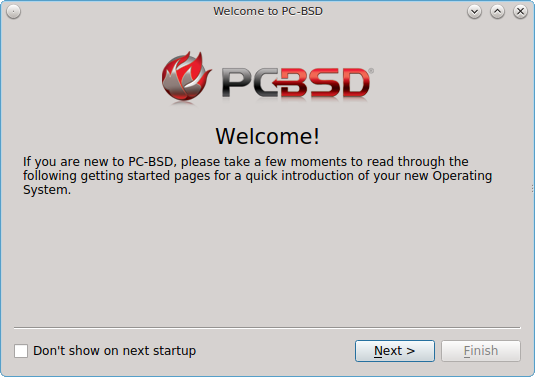 Welcome to PC-BSD
PCBSD®
Welcome!
If you are new to PC-BSD, please take a few moments to read through the
following getting started pages for a quick introduction of your new Operating
System.
Don't show on next startup
Next >
Finish